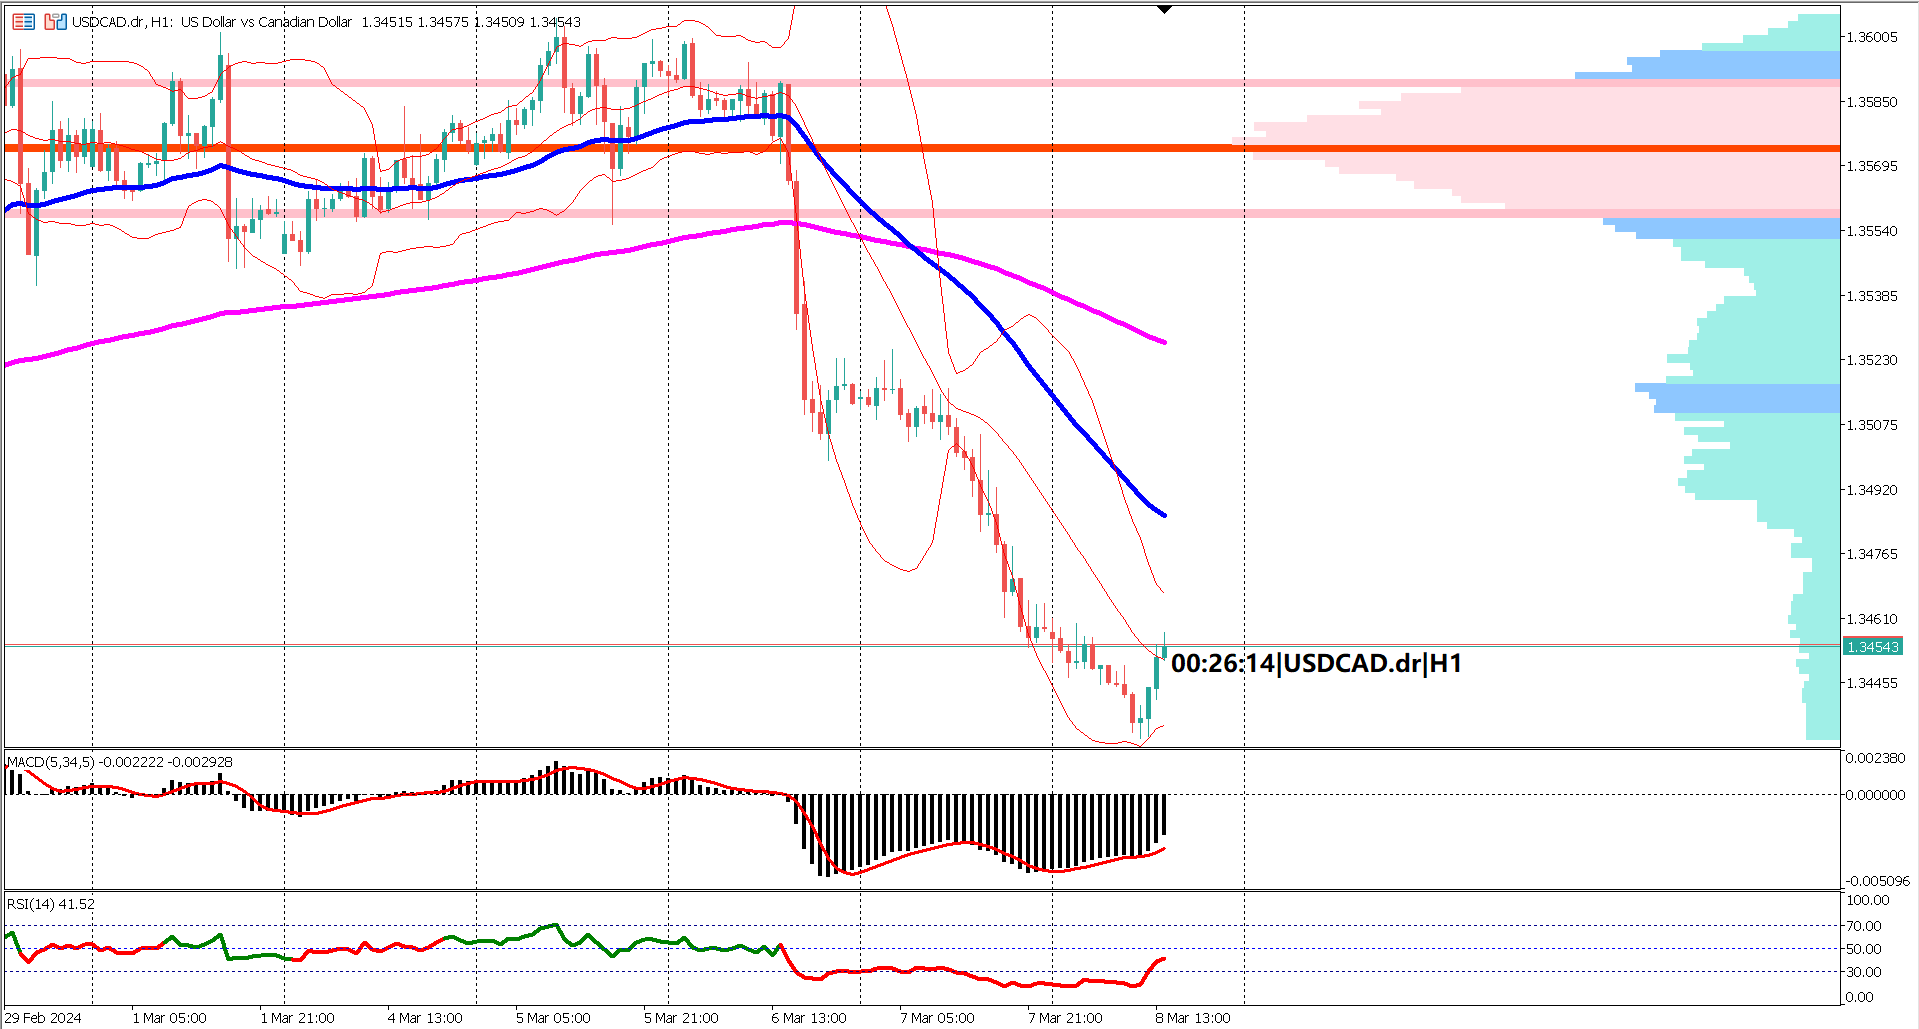 USDCAD.dr, H1: US Dollar vs Canadian Dollar 1.34515 1.34575 1.34509 1.34543
1.36005
1.35850
1.35695
1.35540
1.35385
1.35230
1.35075
1.34920
1.34765
1.34610
1.34543
1.34455
00:26:14|USDCAD.dr|H1
MACD(5,34,5) -0.002222 -0.002928
0.002380
0.000000
-0.005096
RSI(14) 41.52
100.00
70.00
50.00
30.00
0.00
29 Feb 2024
1 Mar 05:00
1 Mar 21:00
4 Mar 13:00
5 Mar 05:00
5 Mar 21:00
6 Mar 13:00
7 Mar 05:00
7 Mar 21:00
8 Mar 13:00